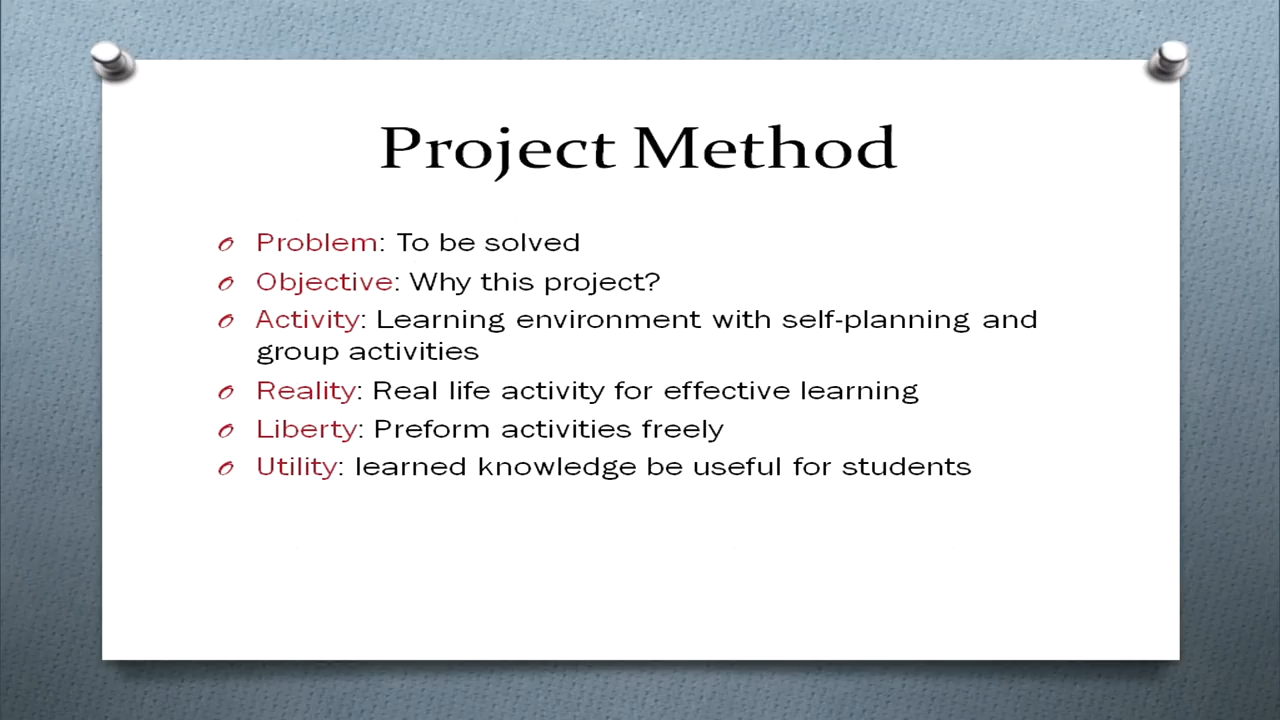 Project Method
Problem: To be solved
Objective: Why this project?
Activity: Learning environment with self-planning and
group activities
Reality: Real life activity for effective learning
Liberty: Preform activities freely
Utility: learned knowledge be useful for students